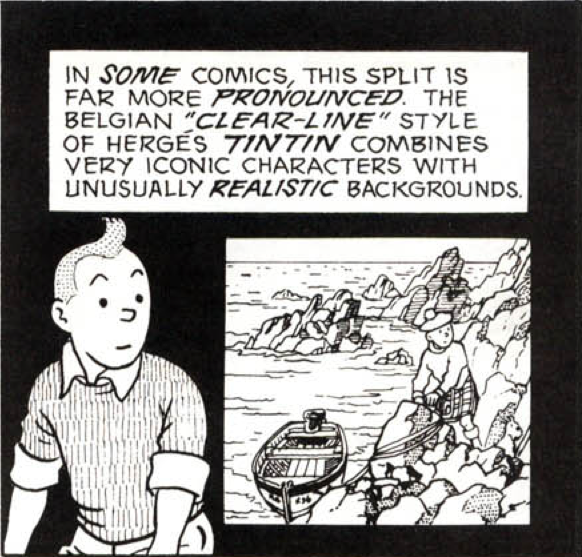 IN SOME COMICS, THIS SPLIT IS
FAR MORE PRONOUNCED. THE
BELGIAN "CLEAR-LINE" STYLE
OF HERGÉS TINTIN COMBINES
VERY ICONIC CHARACTERS WITH
UNUSUALLY REALISTIC BACKGROUNDS.